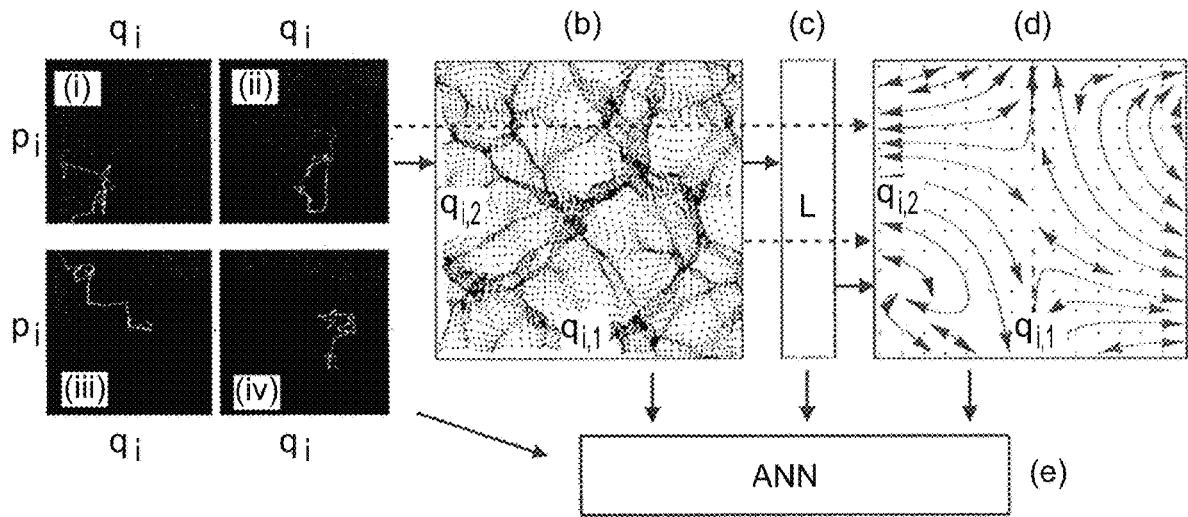 q i q i (b) (c) (d)
(i) (ii)
p i
q i,2 L q i,2
p i q i,1 q i,1
(iii) (iv)
q i q i
ANN (e)